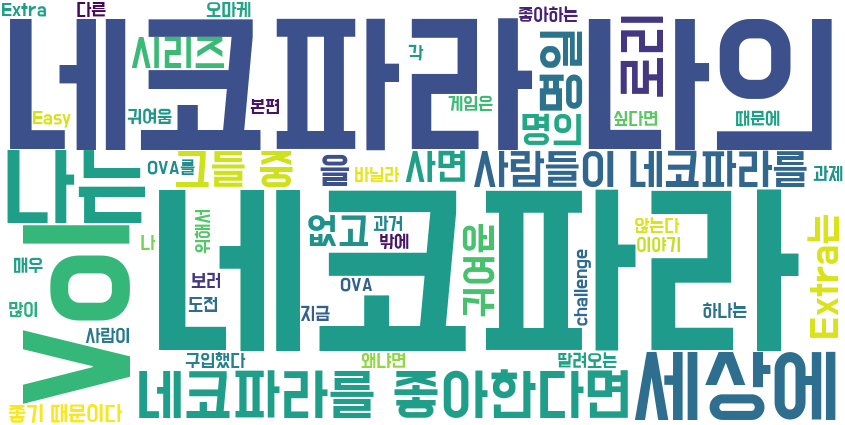 Extra 다른 오마케 좋아하는
네코파라 나의
시리즈 각 빌딩 로리
Easy 귀여움 본편 게임은 명의 싶다면 때문에
나는 OVA를 그들 중 을 바닐라 사면 사람들이 네코파라를 과제
네코파라
vol 나 위해서 없고 과거 밖에 귀여운 않는다 이야기 Extra는
매우 보러 OVA challenge
많이 도전 지금 하나는
사람이
구입했다 왜냐면 딸려오는
좋기 때문이다 네코파라를 좋아한다면 세상에